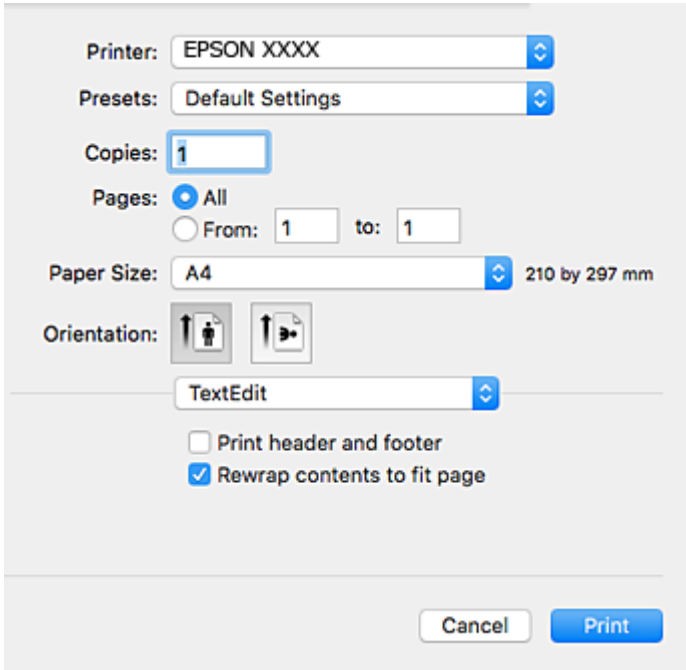 Printer: EPSON XXXX
Presets: Default Settings
Copies: 1
Pages: All
From: 1 to: 1
Paper Size: A4 210 by 297 mm
Orientation:
TextEdit
Print header and footer
Rewrap contents to fit page
Cancel Print